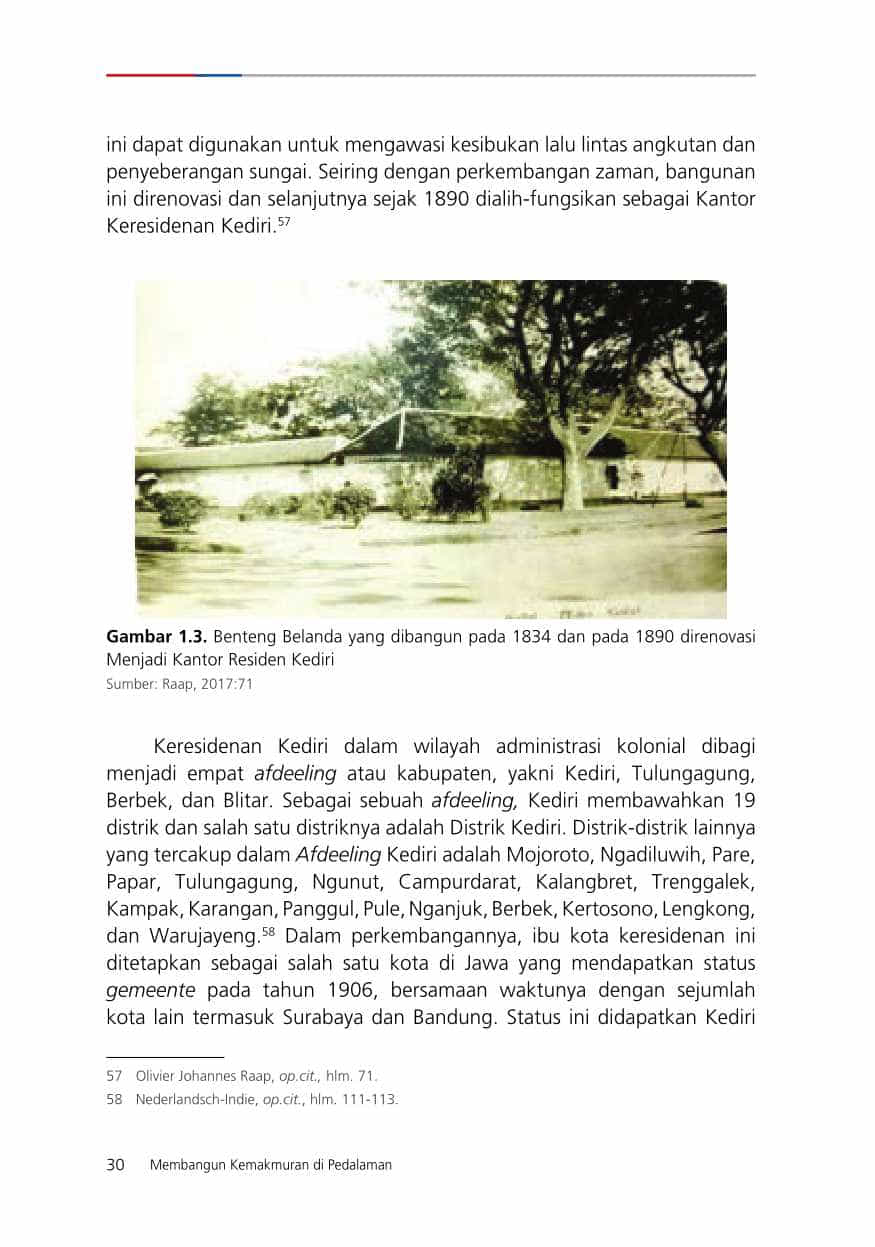 ini dapat digunakan untuk mengawasi kesibukan lalu lintas angkutan dan
penyeberangan sungai. Seiring dengan perkembangan zaman, bangunan
ini direnovasi dan selanjutnya sejak 1890 dialih-fungsikan sebagai Kantor
Keresidenan Kediri.57
Gambar 1.3. Benteng Belanda yang dibangun pada 1834 dan pada 1890 direnovasi
Menjadi Kantor Residen Kediri
Sumber: Raap, 2017:71
Keresidenan Kediri dalam wilayah administrasi kolonial dibagi
menjadi empat afdeeling atau kabupaten, yakni Kediri, Tulungagung,
Berbek, dan Blitar. Sebagai sebuah afdeeling, Kediri membawahkan 19
distrik dan salah satu distriknya adalah Distrik Kediri. Distrik-distrik lainnya
yang tercakup dalam Afdeeling Kediri adalah Mojoroto, Ngadiluwih, Pare,
Papar, Tulungagung, Ngunut, Campurdarat, Kalangbret, Trenggalek,
Kampak, Karangan, Panggul, Pule, Nganjuk, Berbek, Kertosono, Lengkong,
dan Warujayeng.58 Dalam perkembangannya, ibu kota keresidenan ini
ditetapkan sebagai salah satu kota di Jawa yang mendapatkan status
gemeente pada tahun 1906, bersamaan waktunya dengan sejumlah
kota lain termasuk Surabaya dan Bandung. Status ini didapatkan Kediri
57 Olivier Johannes Raap, op.cit., hlm. 71.
58 Nederlandsch-Indie, op.cit., hlm. 111-113.
30 Membangun Kemakmuran di Pedalaman